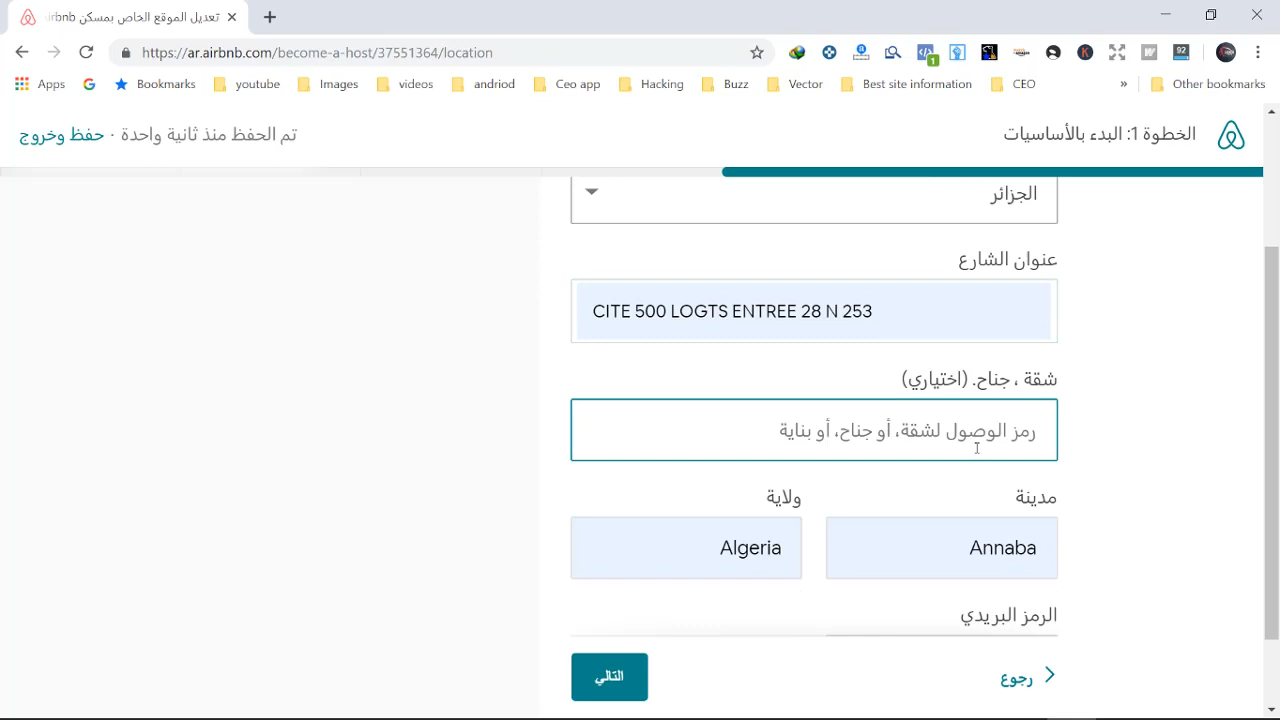 تعديل الموقع الخاص بمسكن airbnb
https://ar.airbnb.com/become-a-host/37551364/location
1
92
Apps
Bookmarks
youtube
Images
videos
andriod
Ceo app
Hacking
Buzz
Vector
Best site information
CEO
»
Other bookmarks
الخطوة 1: البدء بالأساسيات
تم الحفظ منذ ثانية واحدة · حفظ وخروج
الجزائر
عنوان الشارع
CITE 500 LOGTS ENTREE 28 N 253
شقة ، جناح. (اختياري)
رمز الوصول لشقة، أو جناح، أو بناية
مدينة
ولاية
Annaba
Algeria
الرمز البريدي
رجوع
التالي